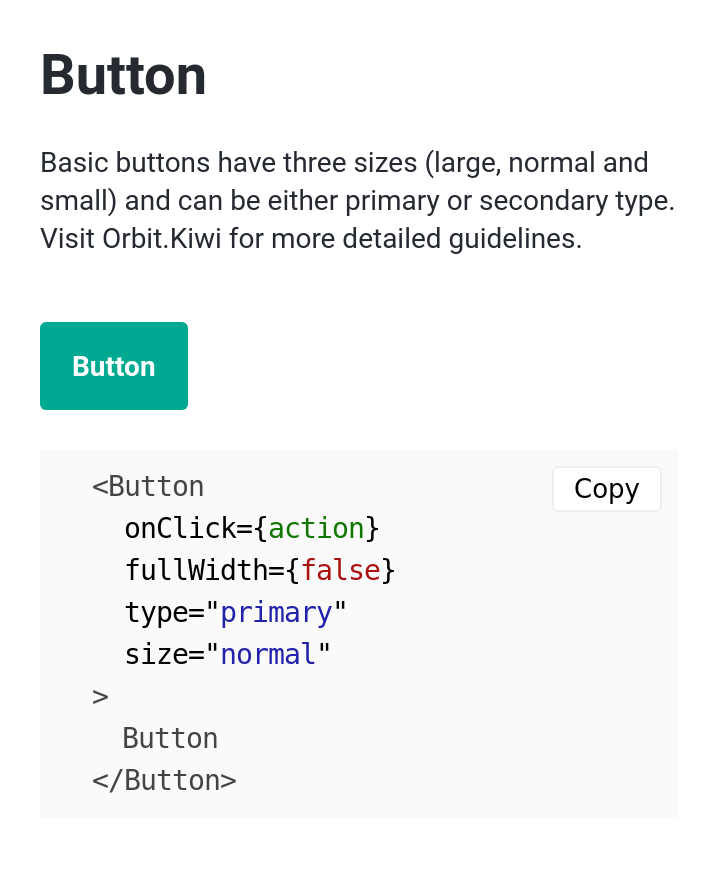 Button
Basic buttons have three sizes (large, normal and
small) and can be either primary or secondary type.
Visit Orbit.Kiwi for more detailed guidelines.
Button
Copy
<Button
  onClick={action}
  fullWidth={false}
  type="primary"
  size="normal"
>
  Button
</Button>